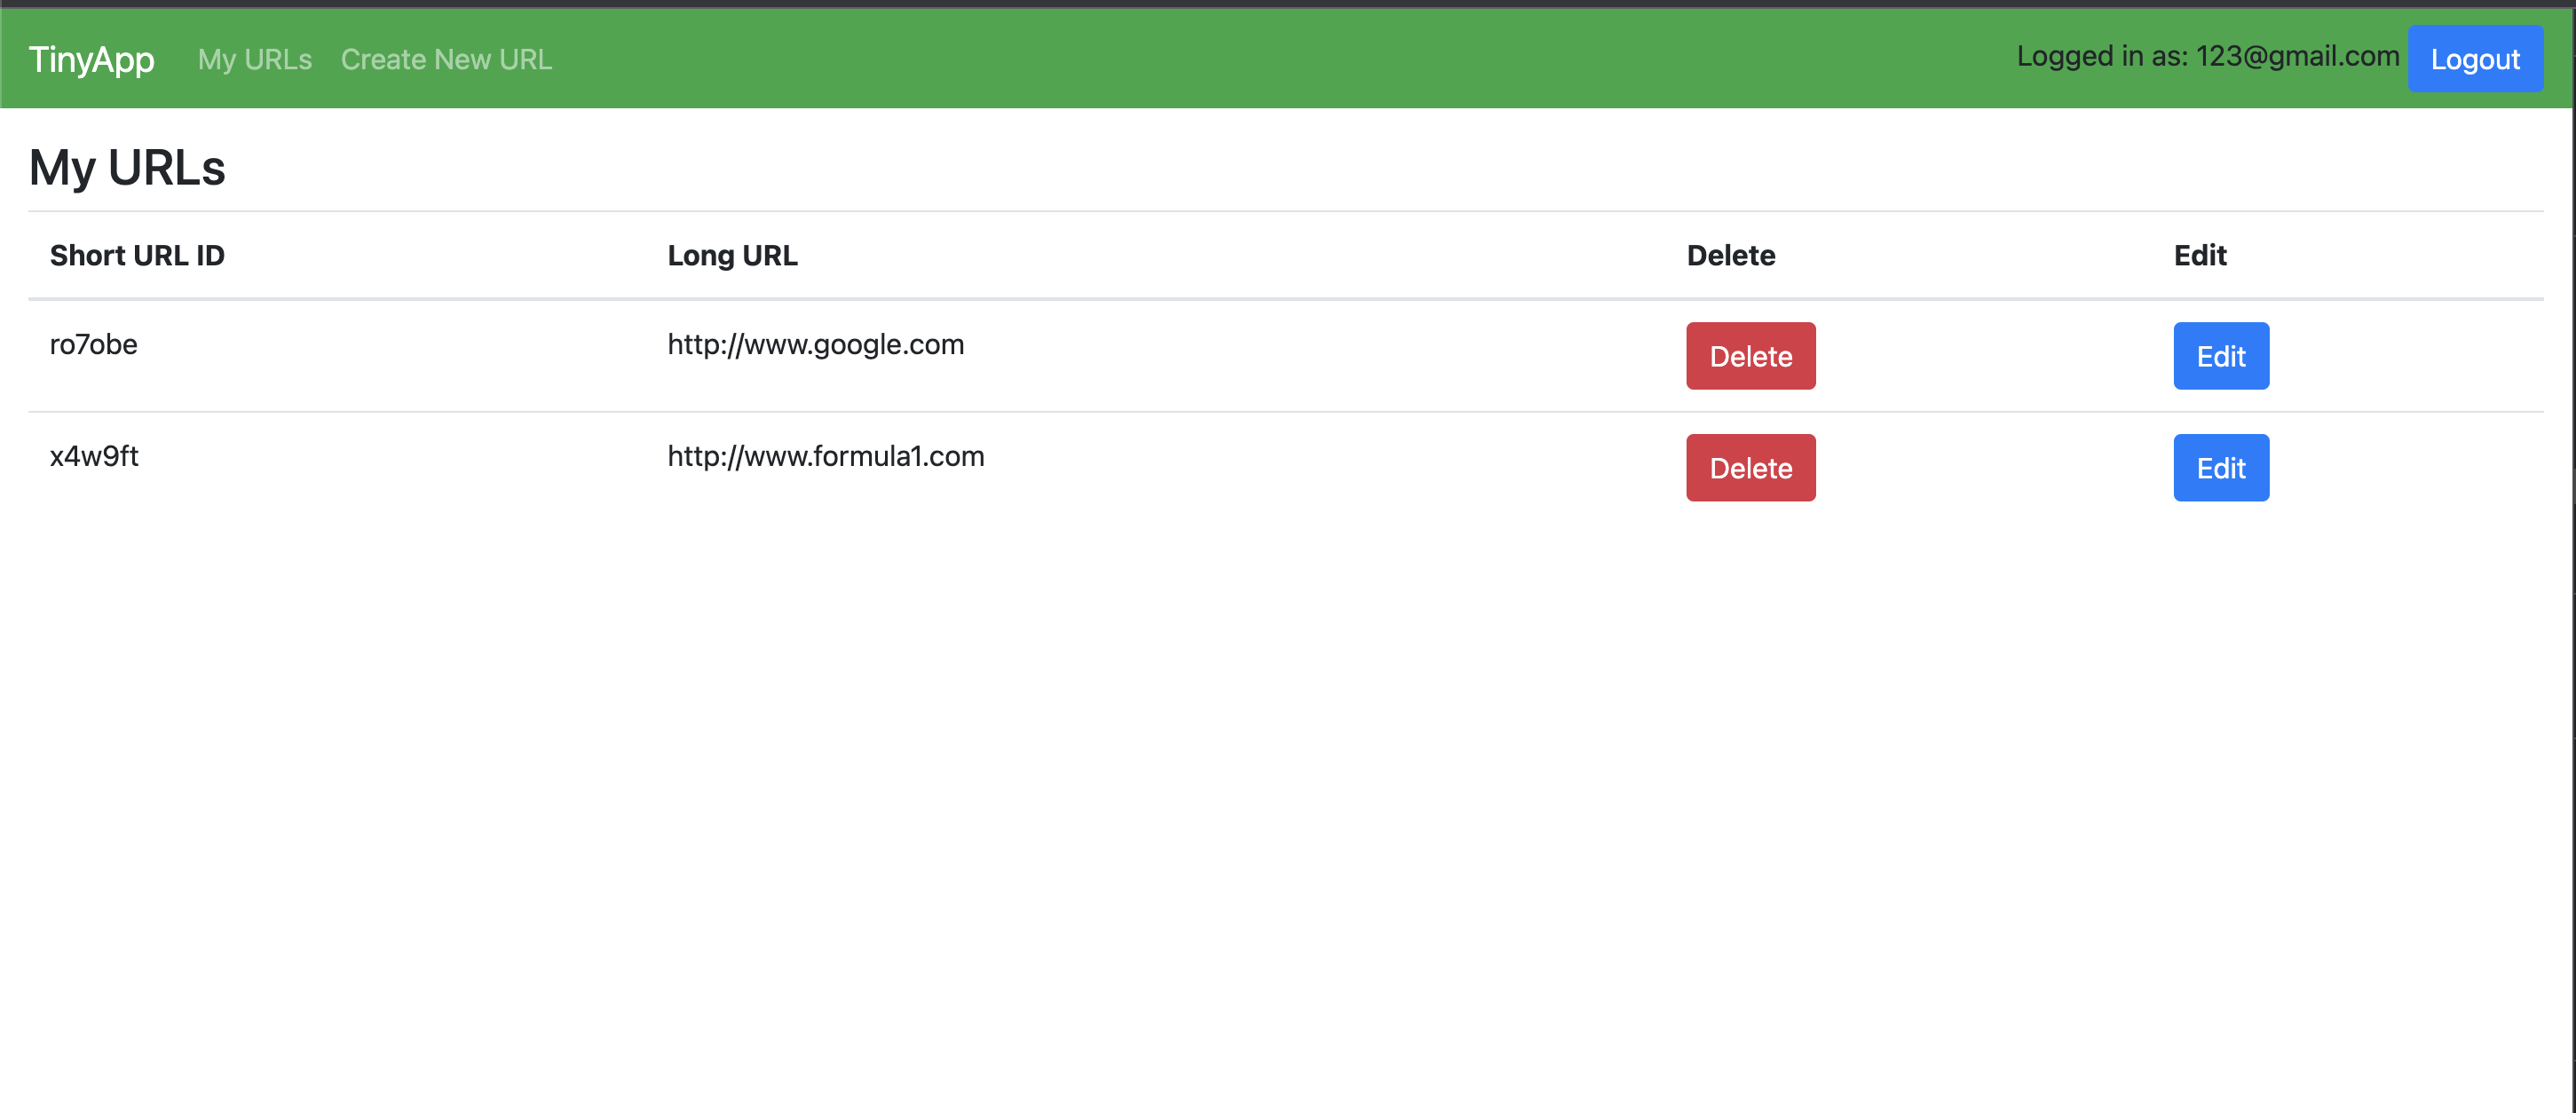 TinyApp My URLs Create New URL Logged in as: 123@gmail.com Logout
My URLs
Short URL ID Long URL Delete Edit
ro7obe http://www.google.com Delete Edit
x4w9ft http://www.formula1.com Delete Edit